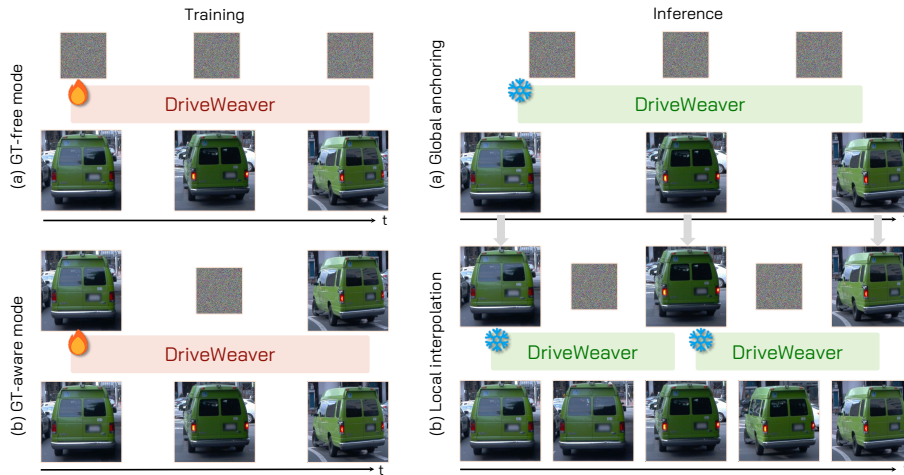 Training
(a) GT-free mode
DriveWeaver
t
(b) GT-aware mode
DriveWeaver
t
Inference
(a) Global anchoring
DriveWeaver
(b) Local interpolation
DriveWeaver
DriveWeaver